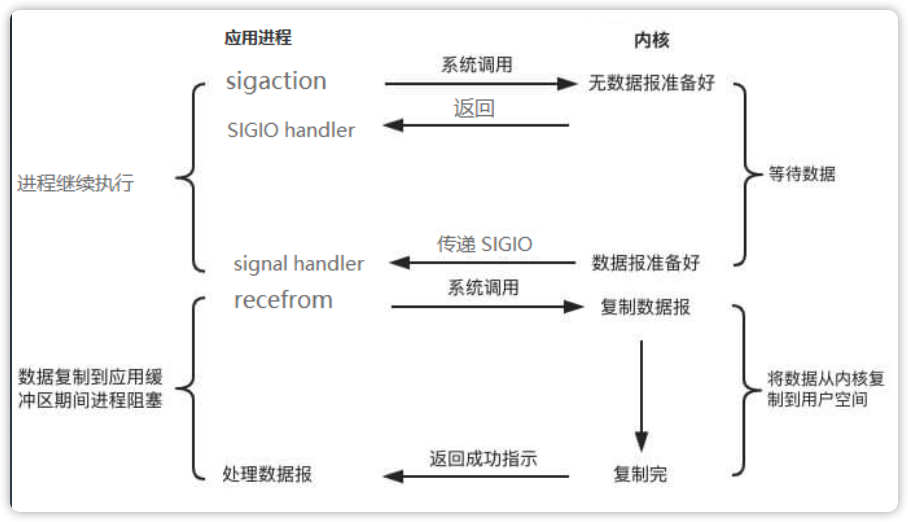 应用进程
内核
sigaction
系统调用
无数据报准备好
SIGIO handler
返回
进程继续执行
等待数据
signal handler
传递 SIGIO
数据报准备好
recefrom
系统调用
复制数据报
数据复制到应用缓
冲区期间进程阻塞
将数据从内核复
制到用户空间
处理数据报
返回成功指示
复制完